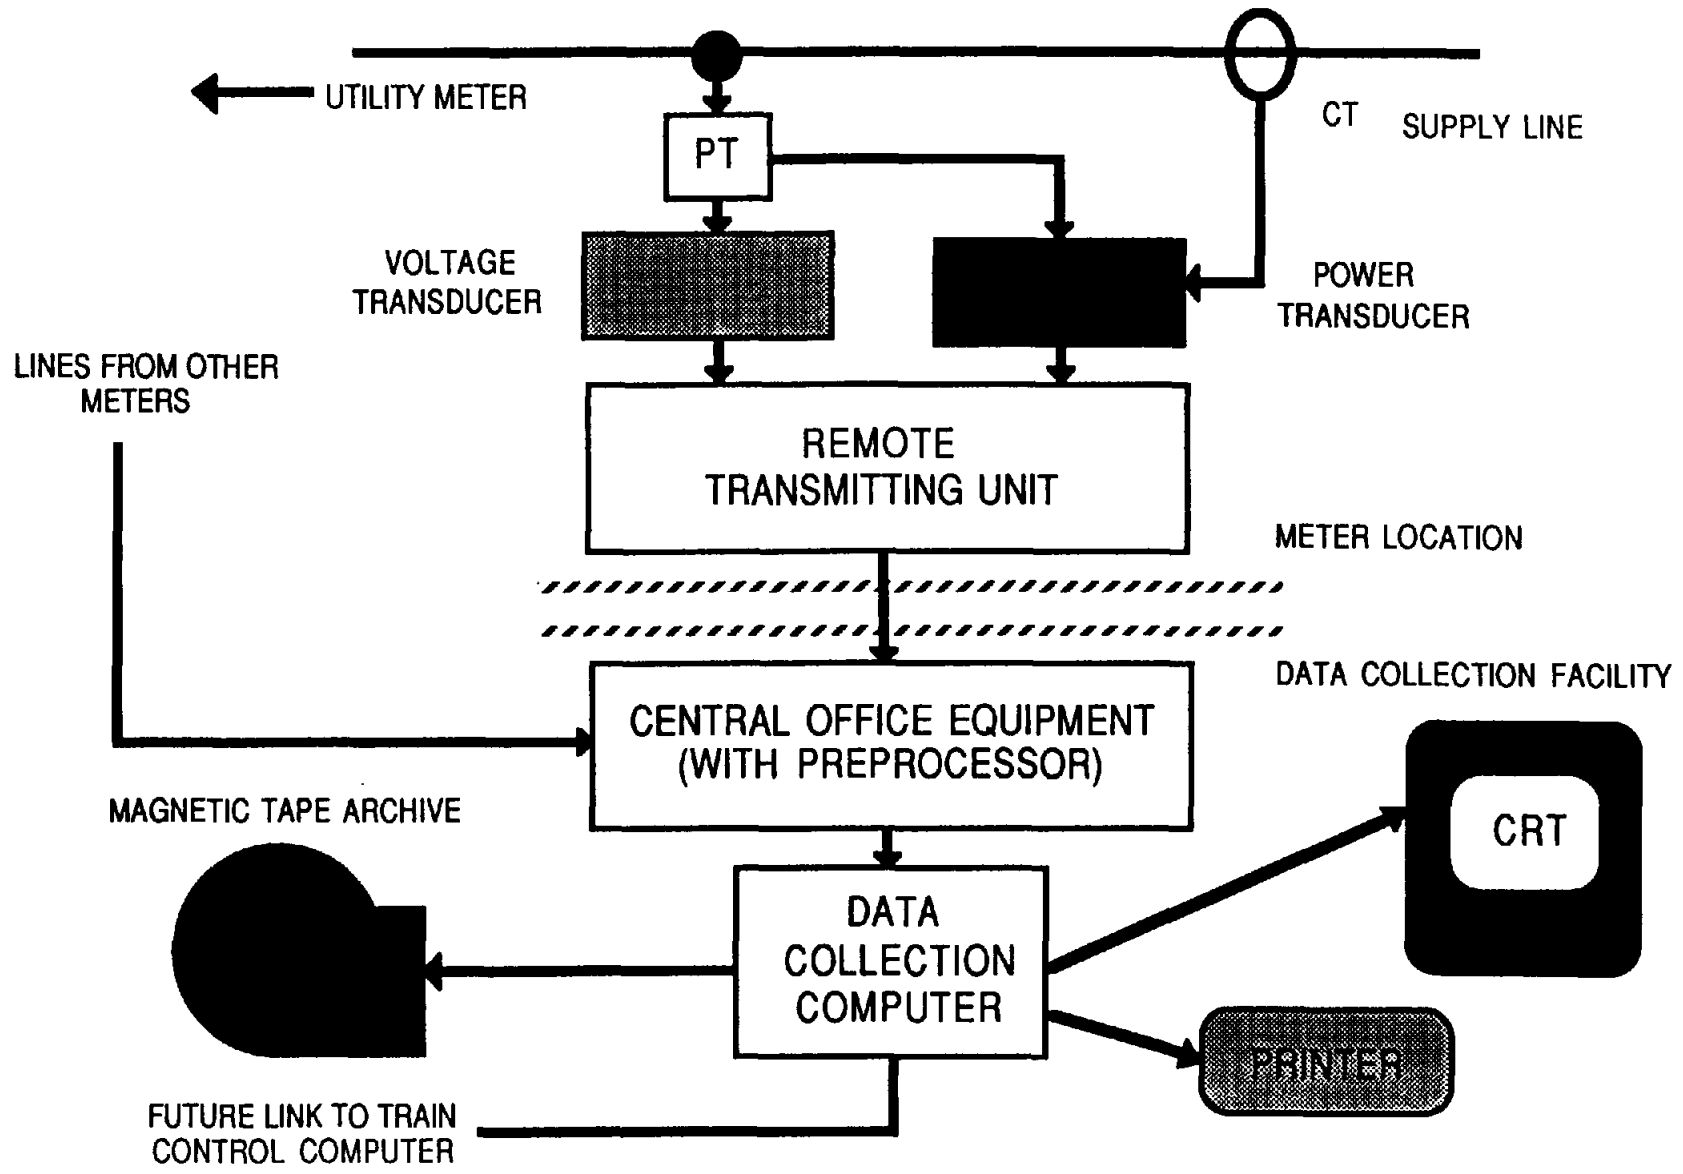 UTILITY METER
CT
SUPPLY LINE
PT
VOLTAGE
TRANSDUCER
POWER
TRANSDUCER
LINES FROM OTHER
METERS
REMOTE
TRANSMITTING UNIT
METER LOCATION
DATA COLLECTION FACILITY
CENTRAL OFFICE EQUIPMENT
(WITH PREPROCESSOR)
MAGNETIC TAPE ARCHIVE
CRT
DATA
COLLECTION
COMPUTER
PRINTER
FUTURE LINK TO TRAIN
CONTROL COMPUTER